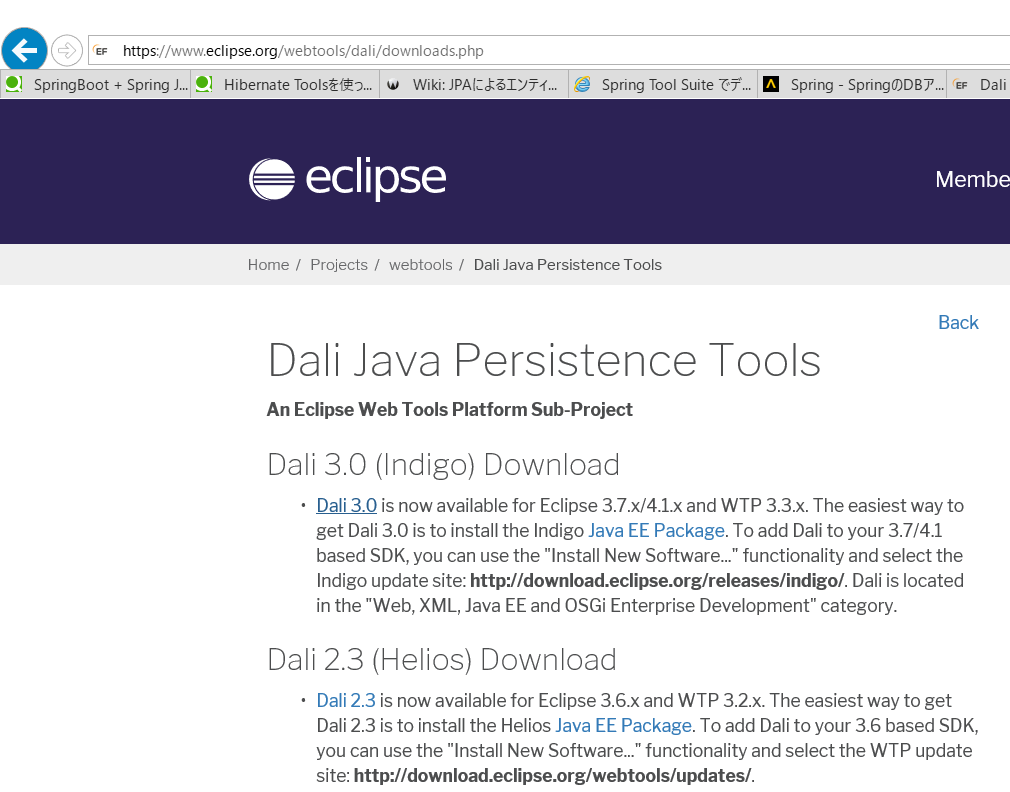 EF https://www.eclipse.org/webtools/dali/downloads.php
SpringBoot + Spring J... Hibernate Toolsを使っ... Wiki: JPAによるエンティ... Spring Tool Suite でデ... Spring - SpringのDBア... EF Dali
eclipse
Membe
Home / Projects / webtools / Dali Java Persistence Tools
Back
Dali Java Persistence Tools
An Eclipse Web Tools Platform Sub-Project
Dali 3.0 (Indigo) Download
• Dali 3.0 is now available for Eclipse 3.7.x/4.1.x and WTP 3.3.x. The easiest way to
get Dali 3.0 is to install the Indigo Java EE Package. To add Dali to your 3.7/4.1
based SDK, you can use the "Install New Software..." functionality and select the
Indigo update site: http://download.eclipse.org/releases/indigo/. Dali is located
in the "Web, XML, Java EE and OSGi Enterprise Development" category.
Dali 2.3 (Helios) Download
• Dali 2.3 is now available for Eclipse 3.6.x and WTP 3.2.x. The easiest way to get
Dali 2.3 is to install the Helios Java EE Package. To add Dali to your 3.6 based SDK,
you can use the "Install New Software..." functionality and select the WTP update
site: http://download.eclipse.org/webtools/updates/.